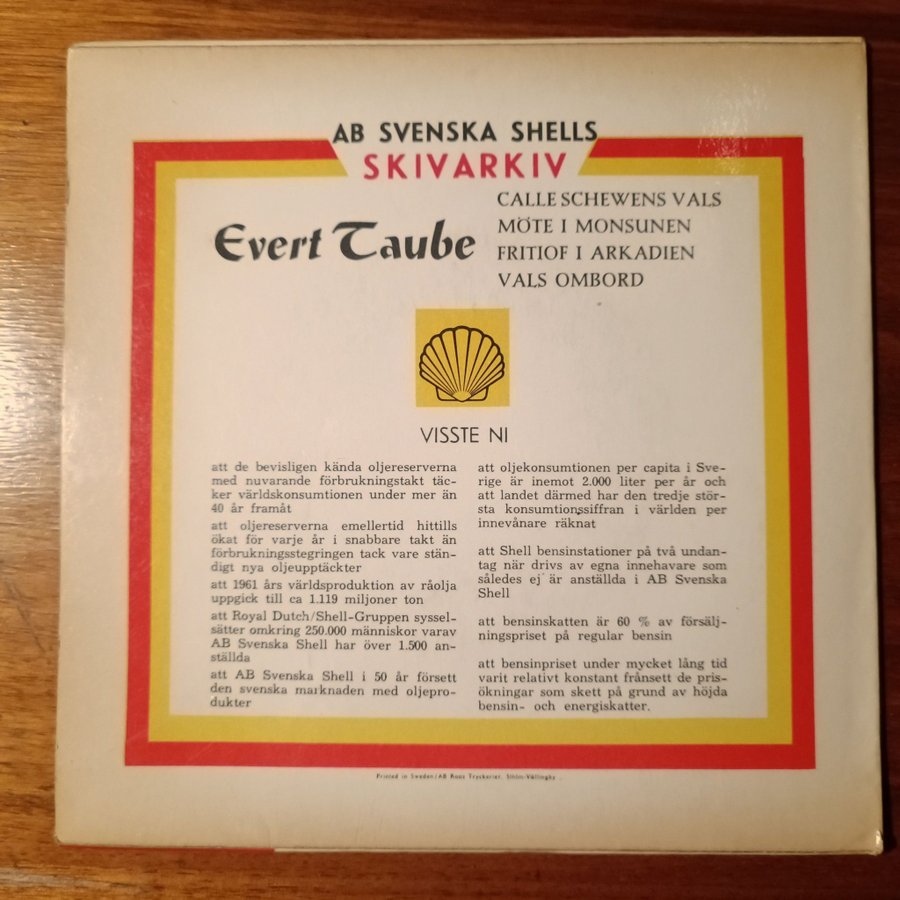 AB SVENSKA SHELLS
SKIVARKIV
Evert Taube
CALLE SCHEWENS VALS
MÖTE I MONSUNEN
FRITIOF I ARKADIEN
VALS OMBORD
VISSTE NI
att de bevisligen kända oljereserverna
med nuvarande förbrukningstakt täc-
ker världskonsumtionen under mer än
40 år framåt
att oljereserverna emellertid hittills
ökat för varje år i snabbare takt än
förbrukningsstegringen tack vare stän-
digt nya oljeupptäckter
att 1961 års världsproduktion av råolja
uppgick till ca 1.119 miljoner ton
att Royal Dutch/Shell-Gruppen syssel-
sätter omkring 250.000 människor varav
AB Svenska Shell har över 1.500 an-
ställda
att AB Svenska Shell i 50 år försett
den svenska marknaden med oljepro-
dukter
att oljekonsumtionen per capita i Sve-
rige är inemot 2.000 liter per år och
att landet därmed har den tredje stör-
sta konsumtionssiffran i världen per
innevånare räknat
att Shell bensinstationer på två undan-
tag när drivs av egna innehavare som
således ej är anställda i AB Svenska
Shell
att bensinskatten är 60 % av försälj-
ningspriset på regular bensin
att bensinpriset under mycket lång tid
varit relativt konstant frånsett de pris-
ökningar som skett på grund av höjda
bensin- och energiskatter.
Printed in Sweden/AB Roos Tryckerier, Sthlm-Vällingby